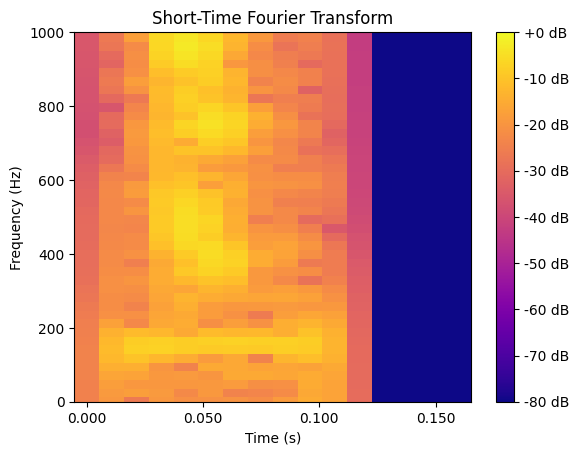 Short-Time Fourier Transform
Frequency (Hz)
1000
800
600
400
200
0
0.000
0.050
0.100
0.150
Time (s)
+0 dB
-10 dB
-20 dB
-30 dB
-40 dB
-50 dB
-60 dB
-70 dB
-80 dB